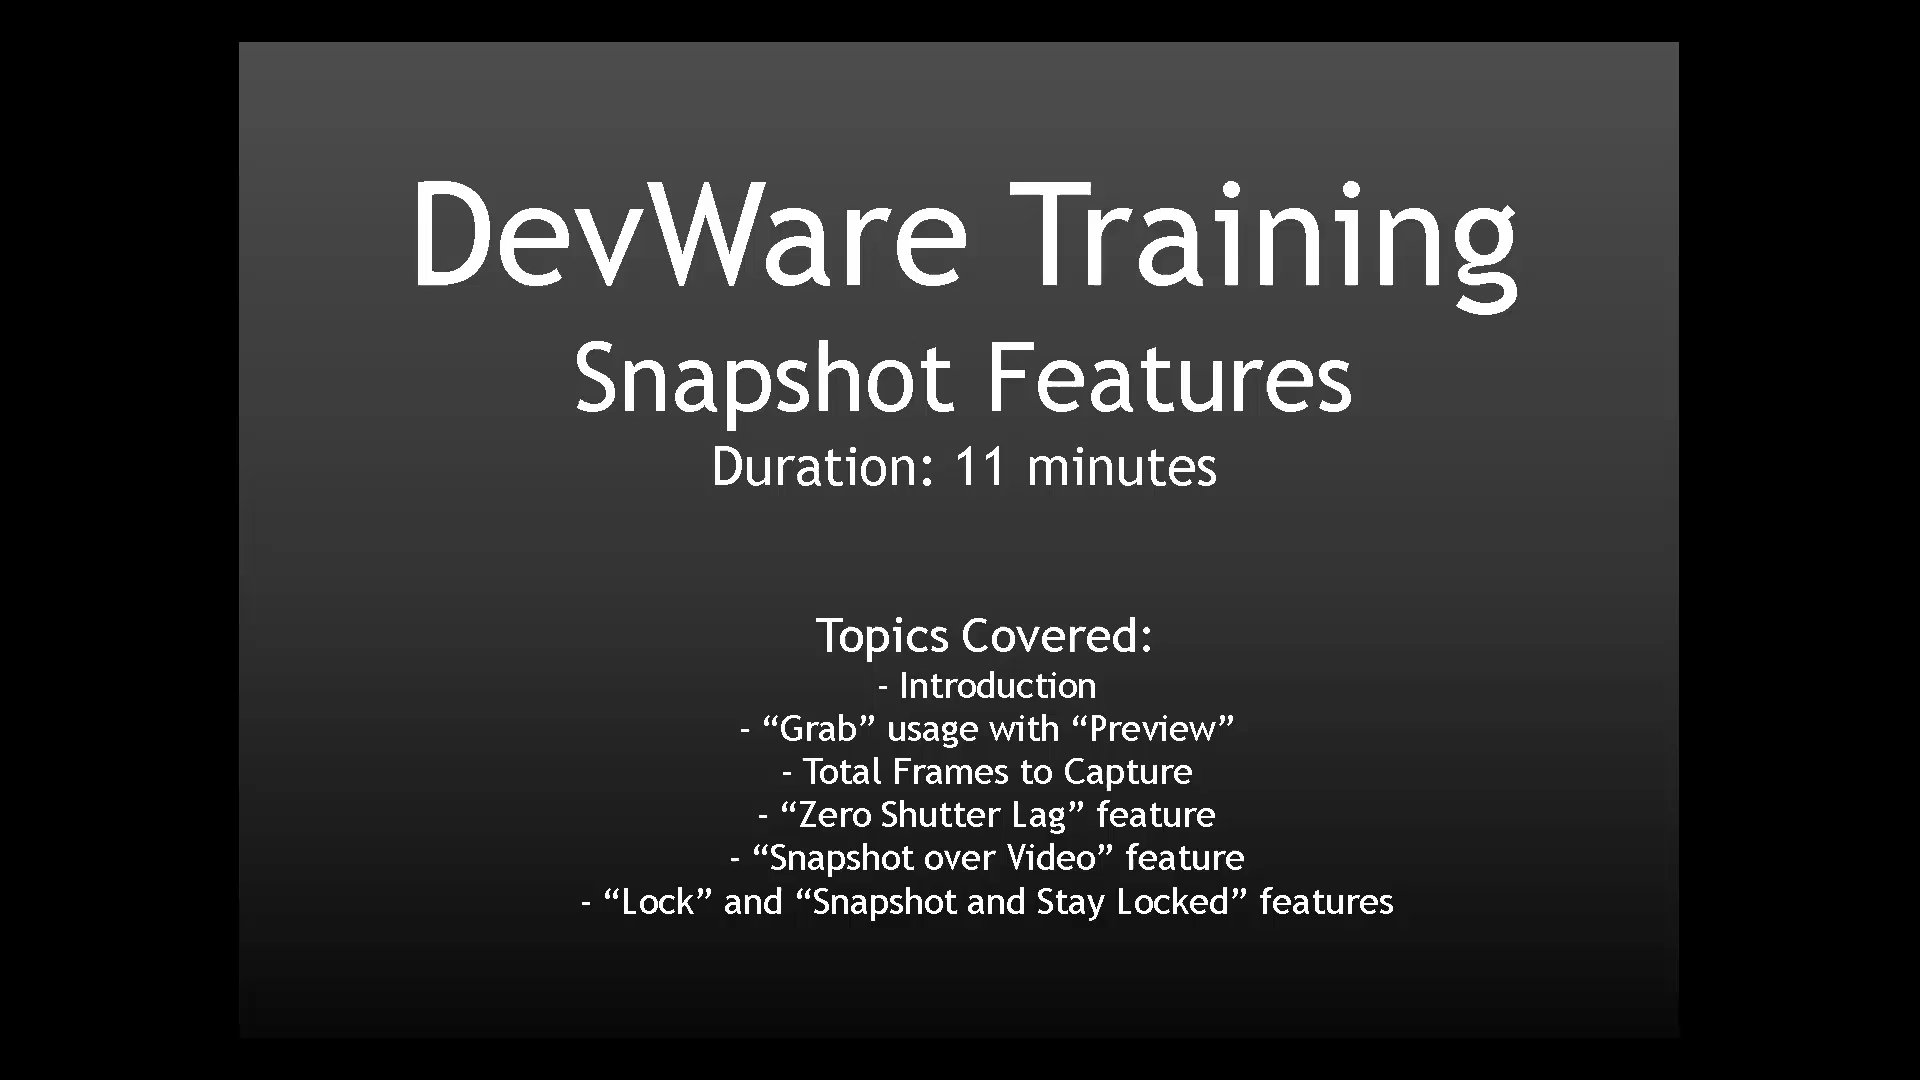 DevWare Training
Snapshot Features
Duration: 11 minutes
Topics Covered:
- Introduction
- “Grab” usage with “Preview”
- Total Frames to Capture
- “Zero Shutter Lag” feature
- “Snapshot over Video” feature
- “Lock” and “Snapshot and Stay Locked” features